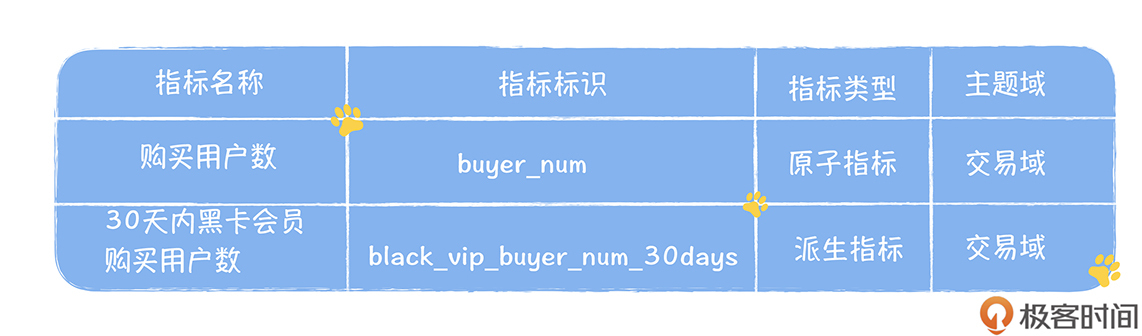 指标名称 指标标识 指标类型 主题域
购买用户数 buyer_num 原子指标 交易域
30天内黑卡会员
购买用户数 black_vip_buyer_num_30days 派生指标 交易域
极客时间